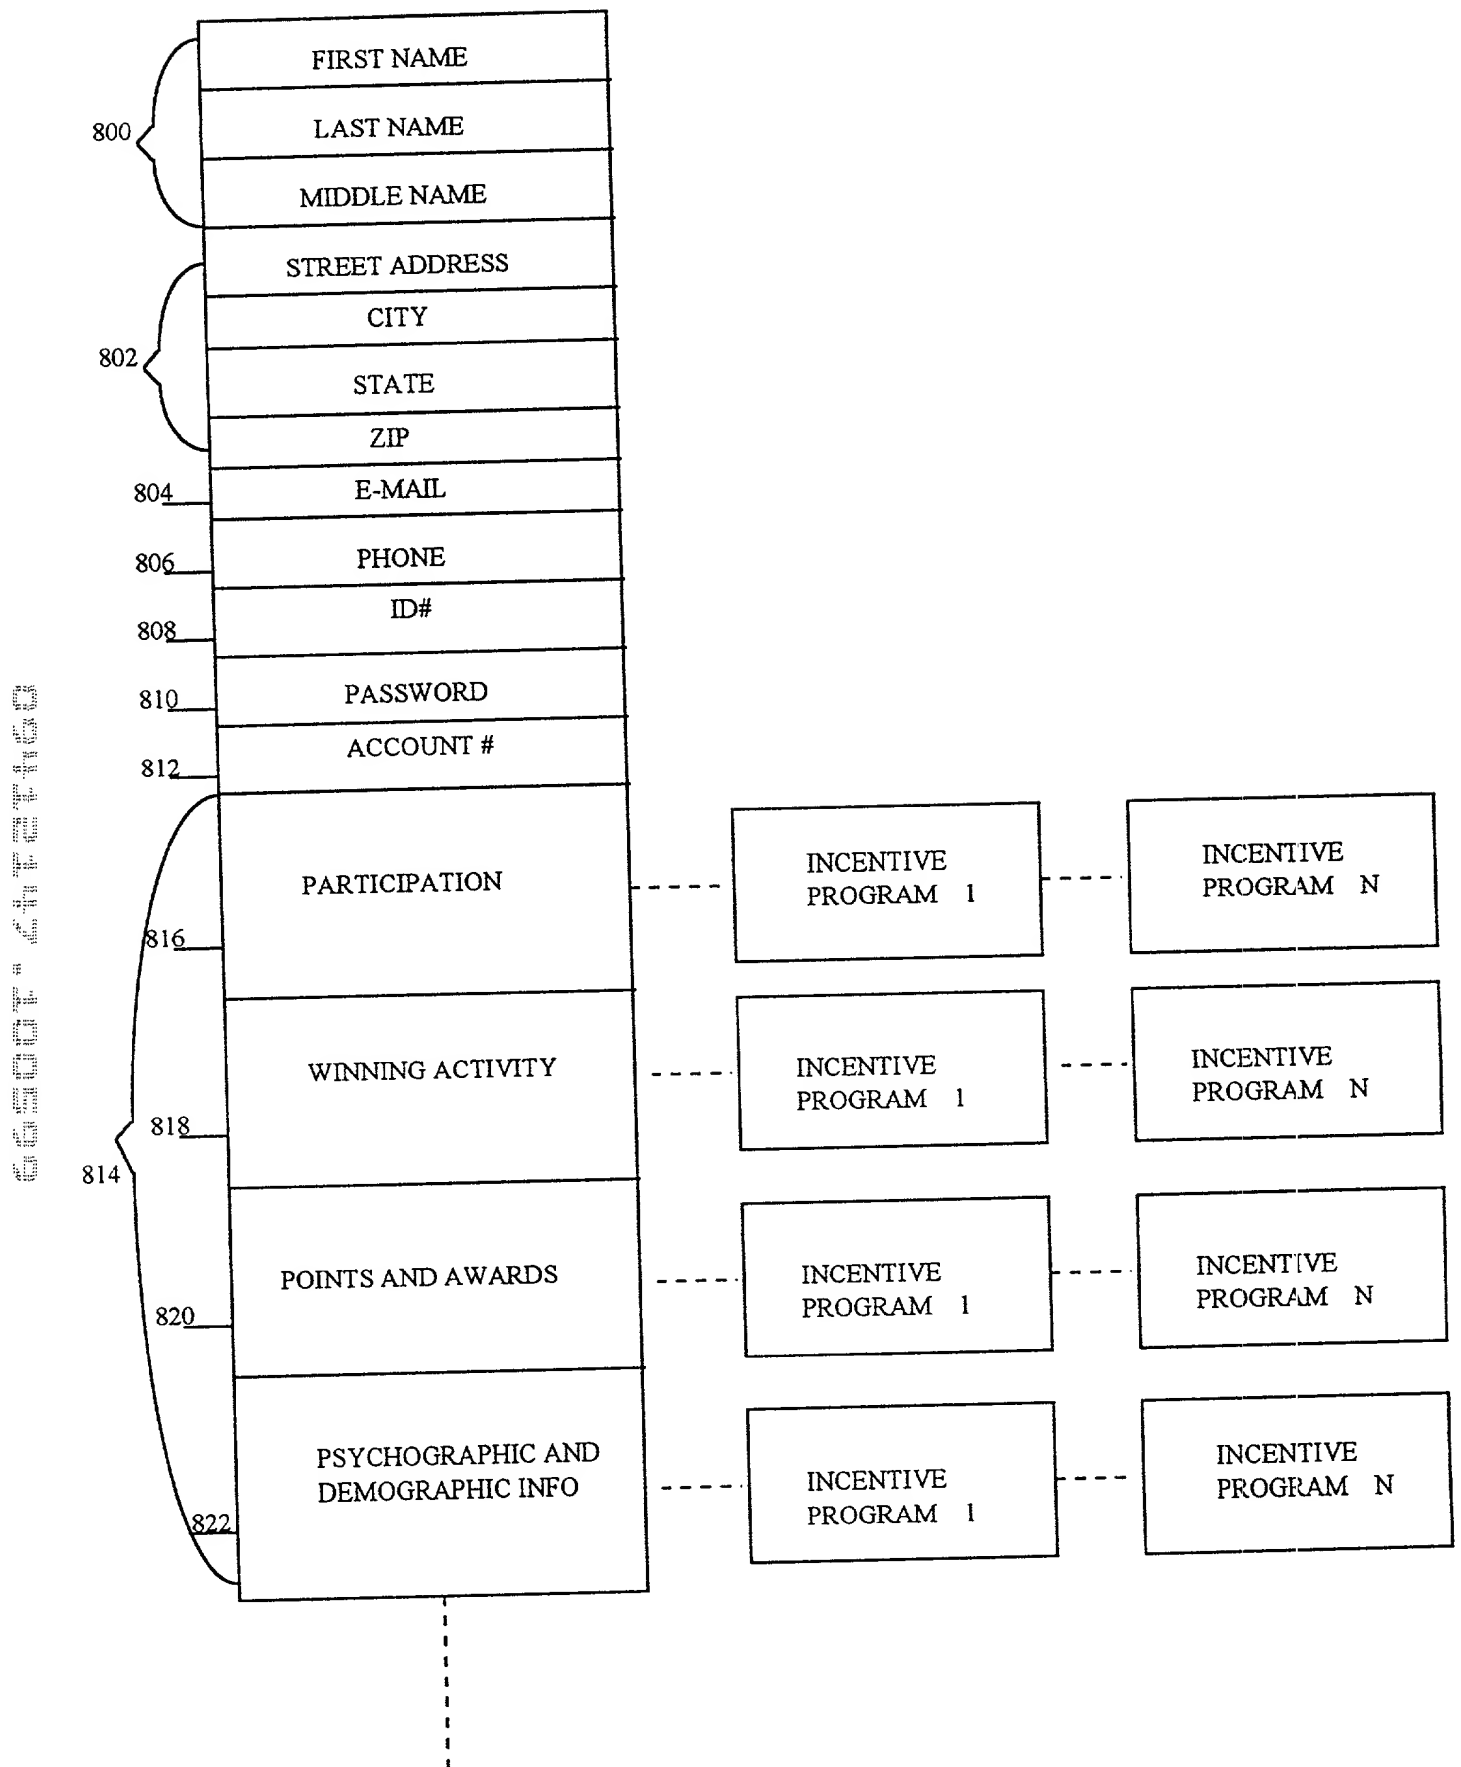 FIRST NAME
800
LAST NAME
MIDDLE NAME
STREET ADDRESS
CITY
802
STATE
ZIP
804
E-MAIL
806
PHONE
808
ID#
810
PASSWORD
812
ACCOUNT #
PARTICIPATION
INCENTIVE
PROGRAM 1
INCENTIVE
PROGRAM N
816
WINNING ACTIVITY
INCENTIVE
PROGRAM 1
INCENTIVE
PROGRAM N
818
814
POINTS AND AWARDS
INCENTIVE
PROGRAM 1
INCENTIVE
PROGRAM N
820
PSYCHOGRAPHIC AND
DEMOGRAPHIC INFO
INCENTIVE
PROGRAM 1
INCENTIVE
PROGRAM N
822